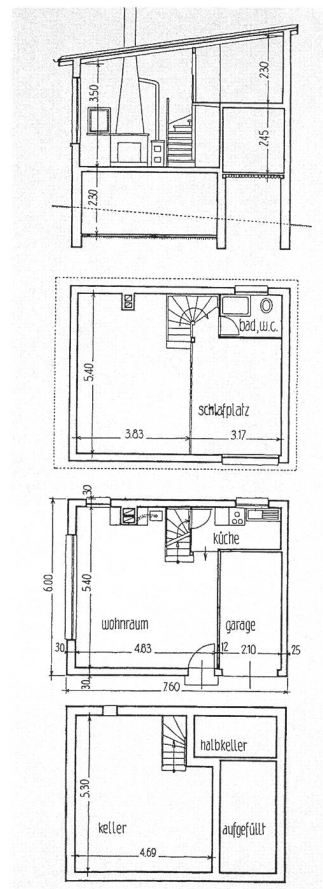 3.50
2.30
2.45
2.30
bad, w.c.
5.40
schlafplatz
3.83
3.17
30
küche
6.00
5.40
wohnraum
garage
30
4.83
12
2.10
25
30
7.60
halbkeller
5.30
keller
aufgefüllt
4.69